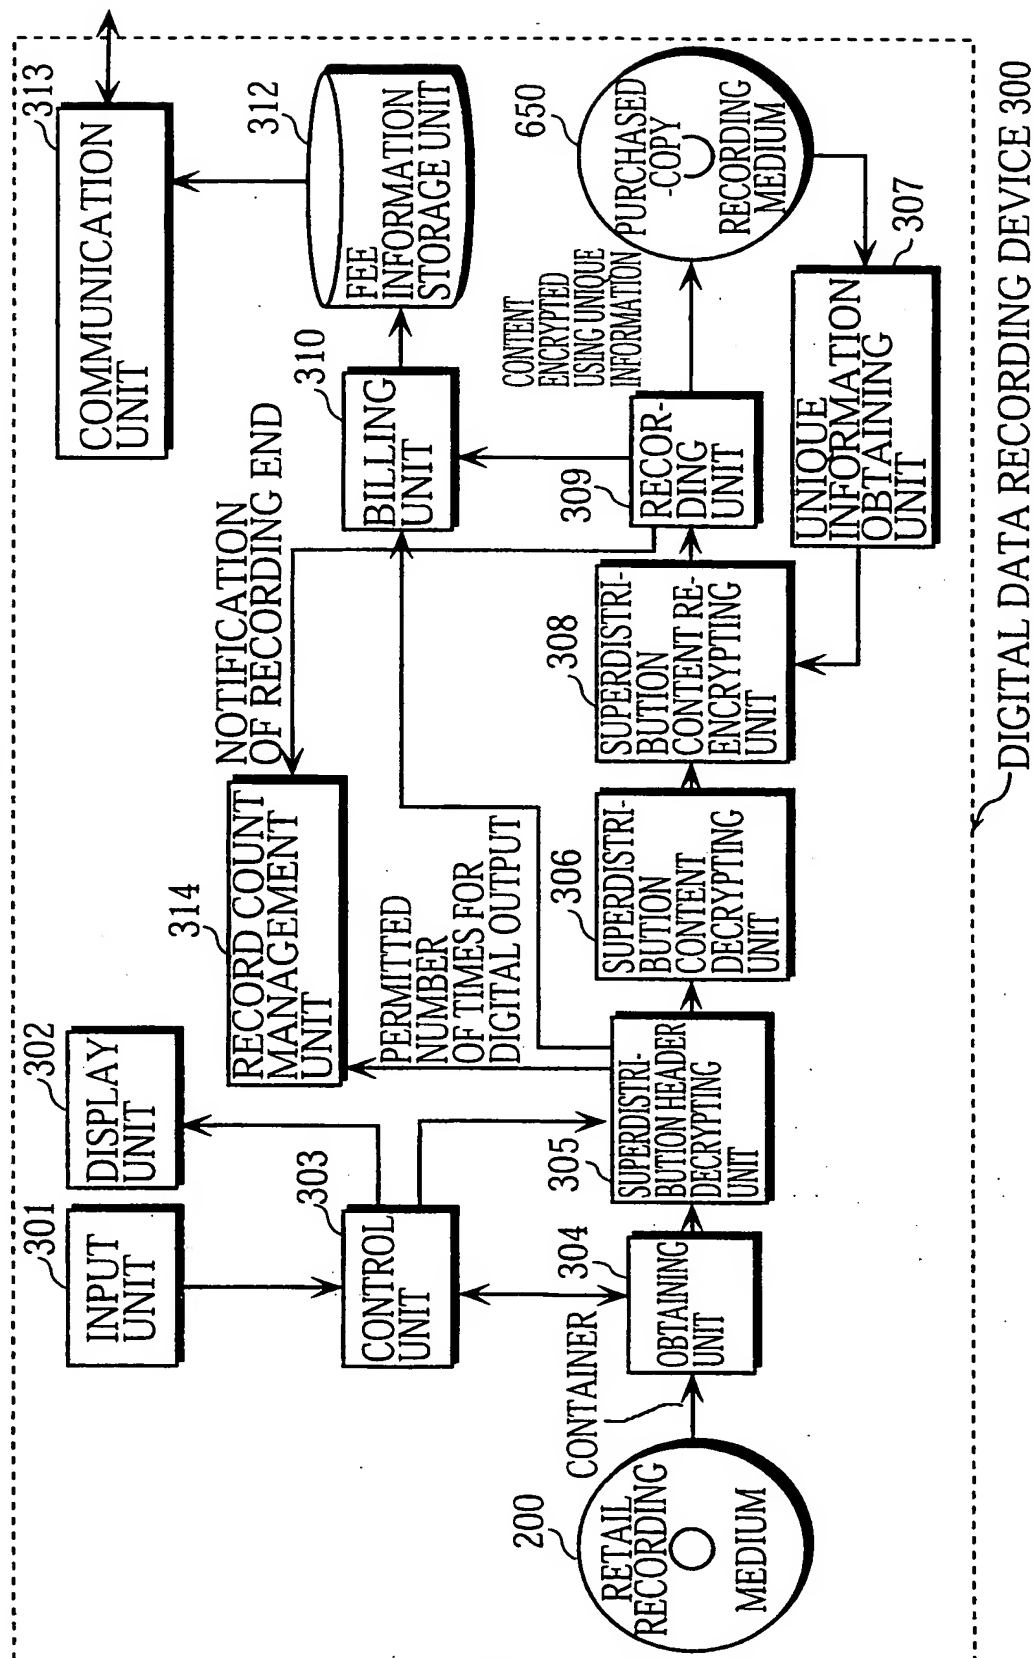 INPUT
UNIT
301
DISPLAY
UNIT
302
COMMUNICATION
UNIT
313
RECORD COUNT
MANAGEMENT
UNIT
314
NOTIFICATION
OF RECORDING END
CONTROL
UNIT
303
PERMITTED
NUMBER
OF TIMES FOR
DIGITAL OUTPUT
BILLING
UNIT
310
FEE
INFORMATION
STORAGE UNIT
312
200
RETAIL
RECORDING
MEDIUM
CONTAINER
OBTAINING
UNIT
304
305
SUPERDISTRI-
BUTION HEADER
DECRYPTING
UNIT
306
SUPERDISTRI-
BUTION
CONTENT
DECRYPTING
UNIT
308
SUPERDISTRI-
BUTION
CONTENT RE-
ENCRYPTING
UNIT
309
RECOR-
DING
UNIT
CONTENT
ENCRYPTED
USING UNIQUE
INFORMATION
650
PURCHASED
-COPY
RECORDING
MEDIUM
UNIQUE
INFORMATION
OBTAINING
UNIT
307
DIGITAL DATA RECORDING DEVICE 300